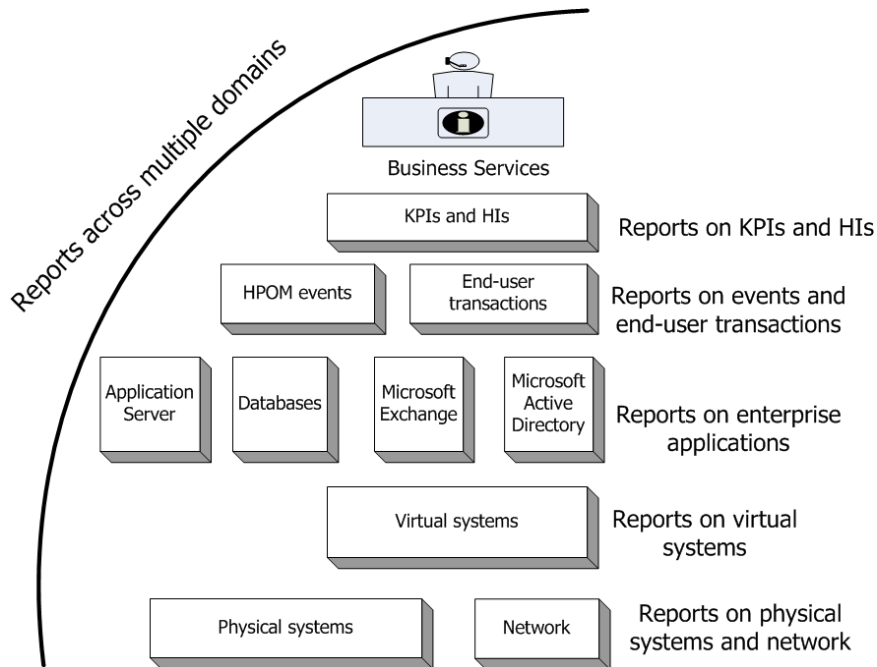 Reports across multiple domains
i
Business Services
KPIs and HIs
Reports on KPIs and HIs
HPOM events
End-user
transactions
Reports on events and
end-user transactions
Application
Server
Databases
Microsoft
Exchange
Microsoft
Active
Directory
Reports on enterprise
applications
Virtual systems
Reports on virtual
systems
Physical systems
Network
Reports on physical
systems and network